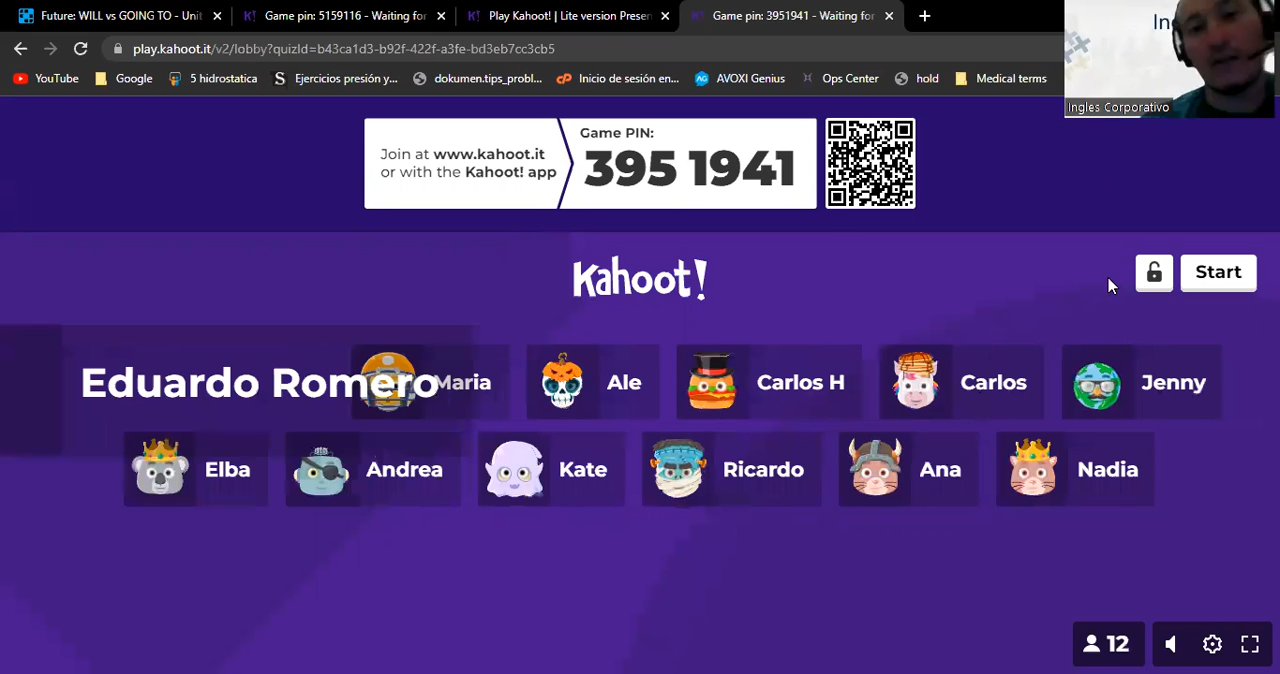 Future: WILL vs GOING TO - Unit
Game pin: 5159116 - Waiting for
Play Kahoot! | Lite version Presen
Game pin: 3951941 - Waiting for
play.kahoot.it/v2/lobby?quizId=b43ca1d3-b92f-422f-a3fe-bd3eb7cc3cb5
YouTube
Google
5 hidrostatica
Ejercicios presión y...
dokumen.tips_probl...
Inicio de sesión en...
AVOXI Genius
Ops Center
hold
Medical terms
Ingles Corporativo
Join at www.kahoot.it
or with the Kahoot! app
Game PIN:
395 1941
Kahoot!
Start
Eduardo Romero
Maria
Ale
Carlos H
Carlos
Jenny
Elba
Andrea
Kate
Ricardo
Ana
Nadia
12